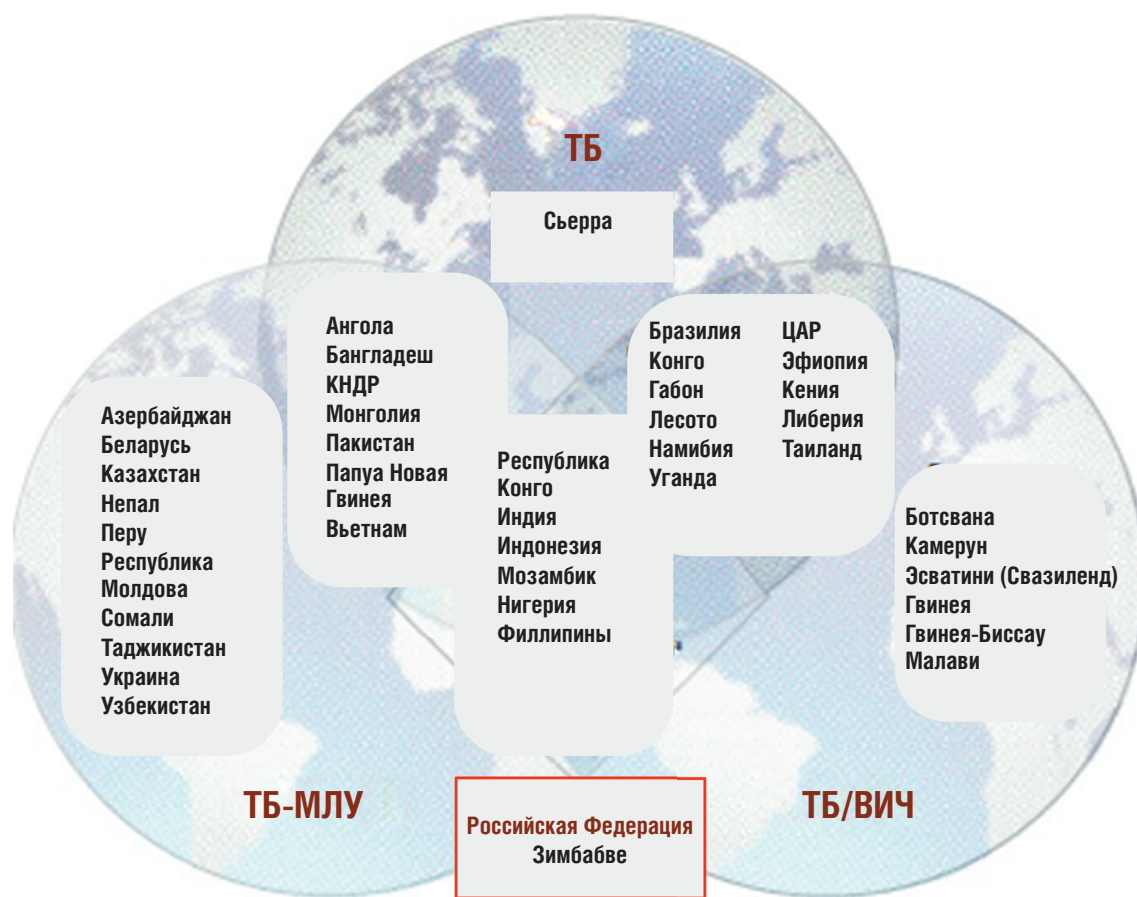 ТБ
Сьерра
Ангола
Бангладеш
КНДР
Монголия
Пакистан
Папуа Новая
Гвинея
Вьетнам
Бразилия
Конго
Габон
Лесото
Намибия
Уганда
ЦАР
Эфиопия
Кения
Либерия
Таиланд
Азербайджан
Беларусь
Казахстан
Непал
Перу
Республика
Молдова
Сомали
Таджикистан
Украина
Узбекистан
Республика
Конго
Индия
Индонезия
Мозамбик
Нигерия
Филлипины
Ботсвана
Камерун
Эсватини (Свазиленд)
Гвинея
Гвинея-Биссау
Малави
ТБ-МЛУ
ТБ/ВИЧ
Российская Федерация
Зимбабве